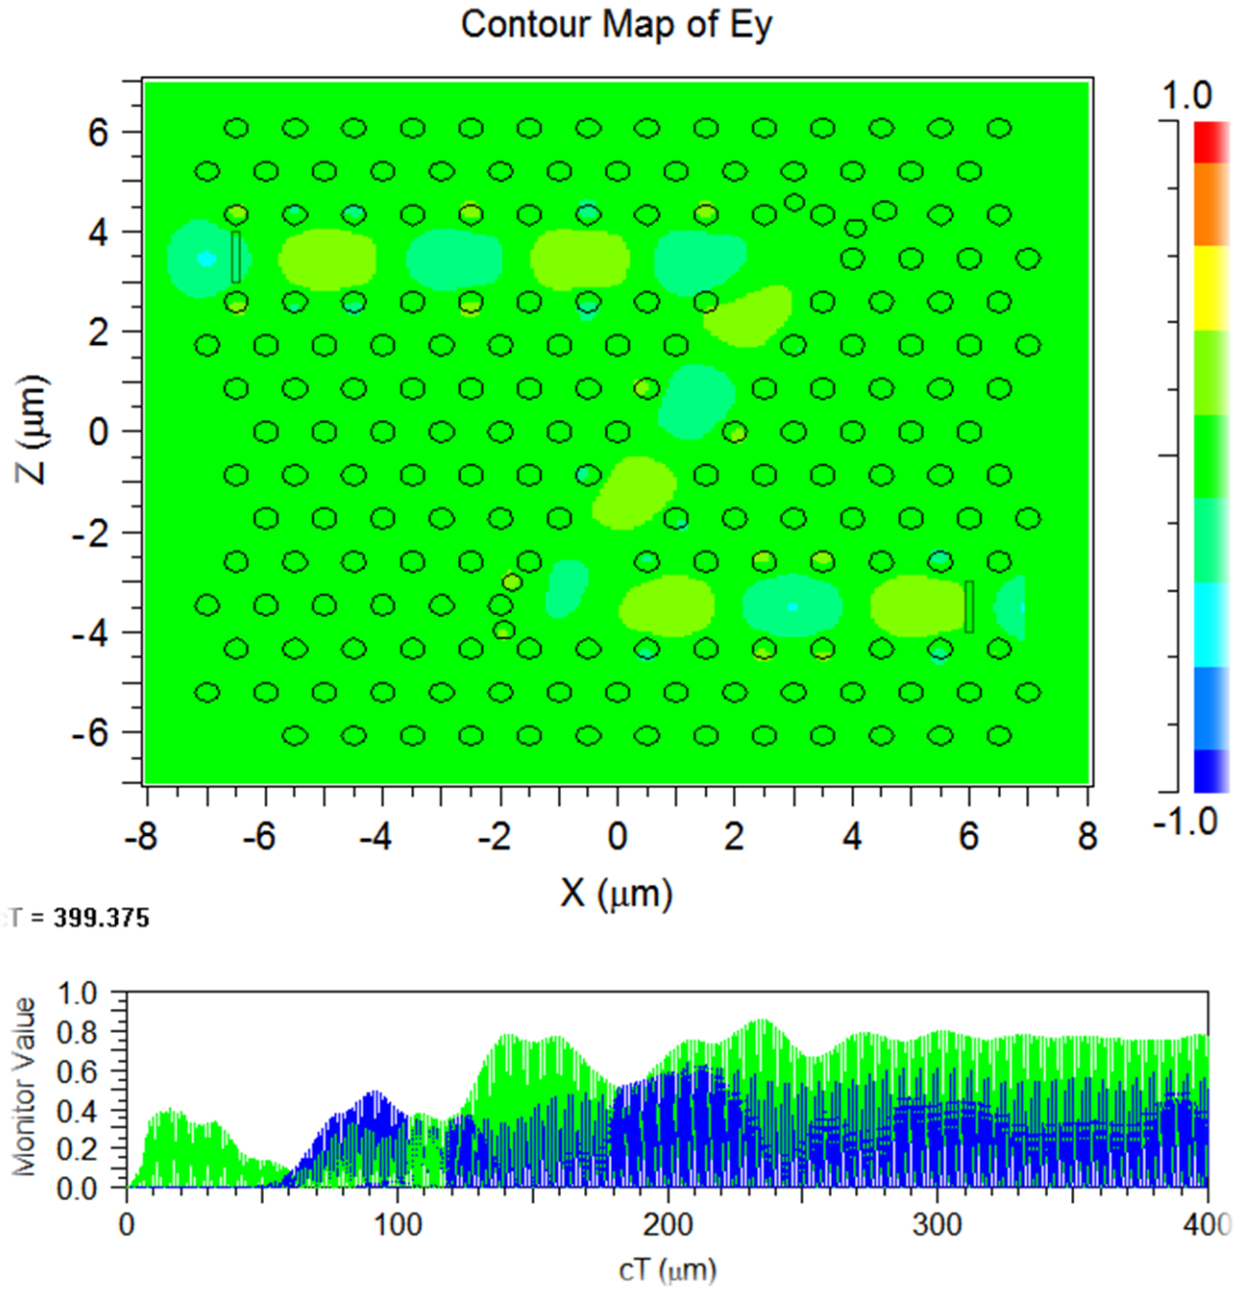 Contour Map of Ey
1.0
6
4
2
0
-2
-4
-6
Z (μm)
-1.0
-8 -6 -4 -2 0 2 4 6 8
X (μm)
T = 399.375
1.0
0.8
0.6
0.4
0.2
0.0
Monitor Value
0 100 200 300 400
cT (μm)